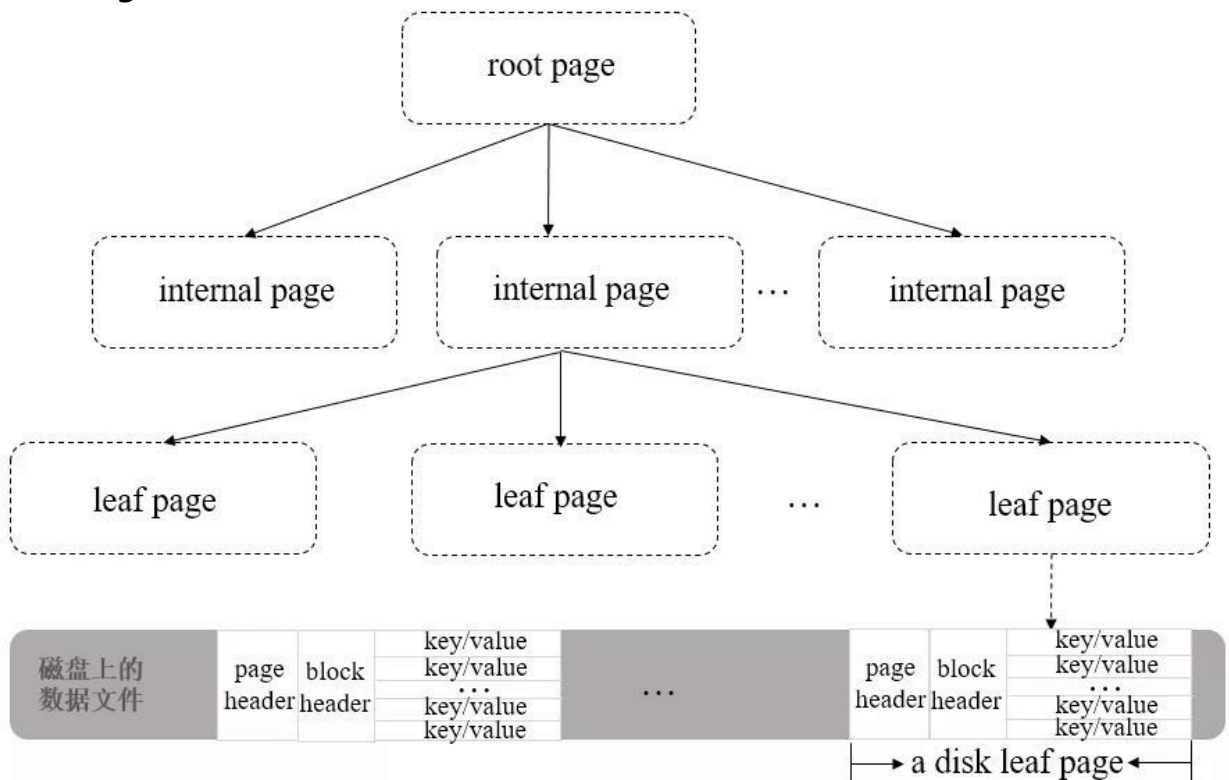 root page
internal page
internal page
...
internal page
leaf page
leaf page
...
leaf page
磁盘上的
数据文件
page
header
block
header
key/value
key/value
...
key/value
key/value
...
page
header
block
header
key/value
key/value
...
key/value
key/value
a disk leaf page